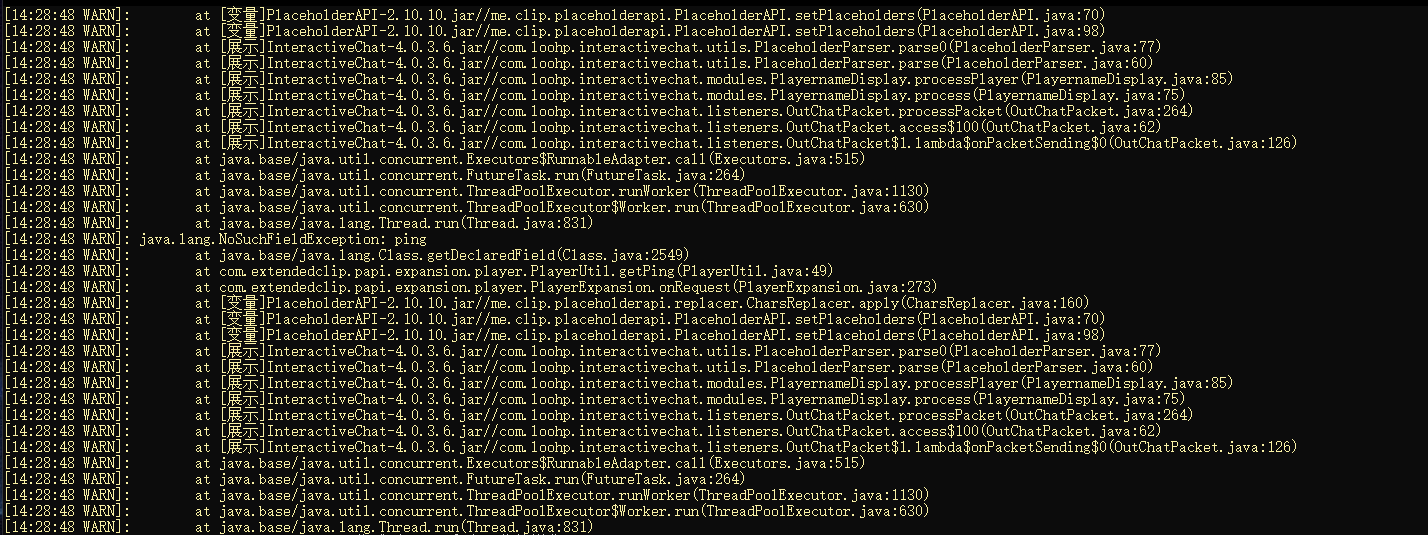 [14:28:48 WARN]: at [变量]PlaceholderAPI-2.10.10.jar//me.clip.placeholderapi.PlaceholderAPI.setPlaceholders(PlaceholderAPI.java:70)
[14:28:48 WARN]: at [变量]PlaceholderAPI-2.10.10.jar//me.clip.placeholderapi.PlaceholderAPI.setPlaceholders(PlaceholderAPI.java:98)
[14:28:48 WARN]: at [展示]InteractiveChat-4.0.3.6.jar//com.loohp.interactivechat.utils.PlaceholderParser.parse0(PlaceholderParser.java:77)
[14:28:48 WARN]: at [展示]InteractiveChat-4.0.3.6.jar//com.loohp.interactivechat.utils.PlaceholderParser.parse(PlaceholderParser.java:60)
[14:28:48 WARN]: at [展示]InteractiveChat-4.0.3.6.jar//com.loohp.interactivechat.modules.PlayernameDisplay.processPlayer(PlayernameDisplay.java:85)
[14:28:48 WARN]: at [展示]InteractiveChat-4.0.3.6.jar//com.loohp.interactivechat.modules.PlayernameDisplay.process(PlayernameDisplay.java:75)
[14:28:48 WARN]: at [展示]InteractiveChat-4.0.3.6.jar//com.loohp.interactivechat.listeners.OutChatPacket.processPacket(OutChatPacket.java:264)
[14:28:48 WARN]: at [展示]InteractiveChat-4.0.3.6.jar//com.loohp.interactivechat.listeners.OutChatPacket.access$100(OutChatPacket.java:62)
[14:28:48 WARN]: at [展示]InteractiveChat-4.0.3.6.jar//com.loohp.interactivechat.listeners.OutChatPacket$1.lambda$onPacketSending$0(OutChatPacket.java:126)
[14:28:48 WARN]: at java.base/java.util.concurrent.Executors$RunnableAdapter.call(Executors.java:515)
[14:28:48 WARN]: at java.base/java.util.concurrent.FutureTask.run(FutureTask.java:264)
[14:28:48 WARN]: at java.base/java.util.concurrent.ThreadPoolExecutor.runWorker(ThreadPoolExecutor.java:1130)
[14:28:48 WARN]: at java.base/java.util.concurrent.ThreadPoolExecutor$Worker.run(ThreadPoolExecutor.java:630)
[14:28:48 WARN]: at java.base/java.lang.Thread.run(Thread.java:831)
[14:28:48 WARN]: java.lang.NoSuchFieldException: ping
[14:28:48 WARN]: at java.base/java.lang.Class.getDeclaredField(Class.java:2549)
[14:28:48 WARN]: at com.extendedclip.papi.expansion.player.PlayerUtil.getPing(PlayerUtil.java:49)
[14:28:48 WARN]: at com.extendedclip.papi.expansion.player.PlayerExpansion.onRequest(PlayerExpansion.java:273)
[14:28:48 WARN]: at [变量]PlaceholderAPI-2.10.10.jar//me.clip.placeholderapi.replacer.CharsReplacer.apply(CharsReplacer.java:160)
[14:28:48 WARN]: at [变量]PlaceholderAPI-2.10.10.jar//me.clip.placeholderapi.PlaceholderAPI.setPlaceholders(PlaceholderAPI.java:70)
[14:28:48 WARN]: at [变量]PlaceholderAPI-2.10.10.jar//me.clip.placeholderapi.PlaceholderAPI.setPlaceholders(PlaceholderAPI.java:98)
[14:28:48 WARN]: at [展示]InteractiveChat-4.0.3.6.jar//com.loohp.interactivechat.utils.PlaceholderParser.parse0(PlaceholderParser.java:77)
[14:28:48 WARN]: at [展示]InteractiveChat-4.0.3.6.jar//com.loohp.interactivechat.utils.PlaceholderParser.parse(PlaceholderParser.java:60)
[14:28:48 WARN]: at [展示]InteractiveChat-4.0.3.6.jar//com.loohp.interactivechat.modules.PlayernameDisplay.processPlayer(PlayernameDisplay.java:85)
[14:28:48 WARN]: at [展示]InteractiveChat-4.0.3.6.jar//com.loohp.interactivechat.modules.PlayernameDisplay.process(PlayernameDisplay.java:75)
[14:28:48 WARN]: at [展示]InteractiveChat-4.0.3.6.jar//com.loohp.interactivechat.listeners.OutChatPacket.processPacket(OutChatPacket.java:264)
[14:28:48 WARN]: at [展示]InteractiveChat-4.0.3.6.jar//com.loohp.interactivechat.listeners.OutChatPacket.access$100(OutChatPacket.java:62)
[14:28:48 WARN]: at [展示]InteractiveChat-4.0.3.6.jar//com.loohp.interactivechat.listeners.OutChatPacket$1.lambda$onPacketSending$0(OutChatPacket.java:126)
[14:28:48 WARN]: at java.base/java.util.concurrent.Executors$RunnableAdapter.call(Executors.java:515)
[14:28:48 WARN]: at java.base/java.util.concurrent.FutureTask.run(FutureTask.java:264)
[14:28:48 WARN]: at java.base/java.util.concurrent.ThreadPoolExecutor.runWorker(ThreadPoolExecutor.java:1130)
[14:28:48 WARN]: at java.base/java.util.concurrent.ThreadPoolExecutor$Worker.run(ThreadPoolExecutor.java:630)
[14:28:48 WARN]: at java.base/java.lang.Thread.run(Thread.java:831)